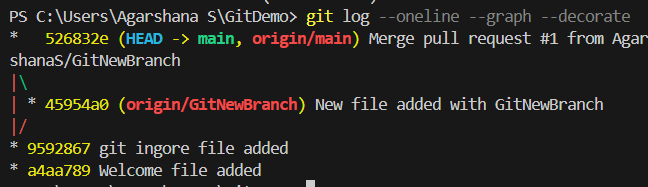 PS C:\Users\Agarshana S\GitDemo> git log --oneline --graph --decorate
*   526832e (HEAD -> main, origin/main) Merge pull request #1 from Agar
shanaS/GitNewBranch
|\
| * 45954a0 (origin/GitNewBranch) New file added with GitNewBranch
|/
* 9592867 git ingore file added
* a4aa789 Welcome file added